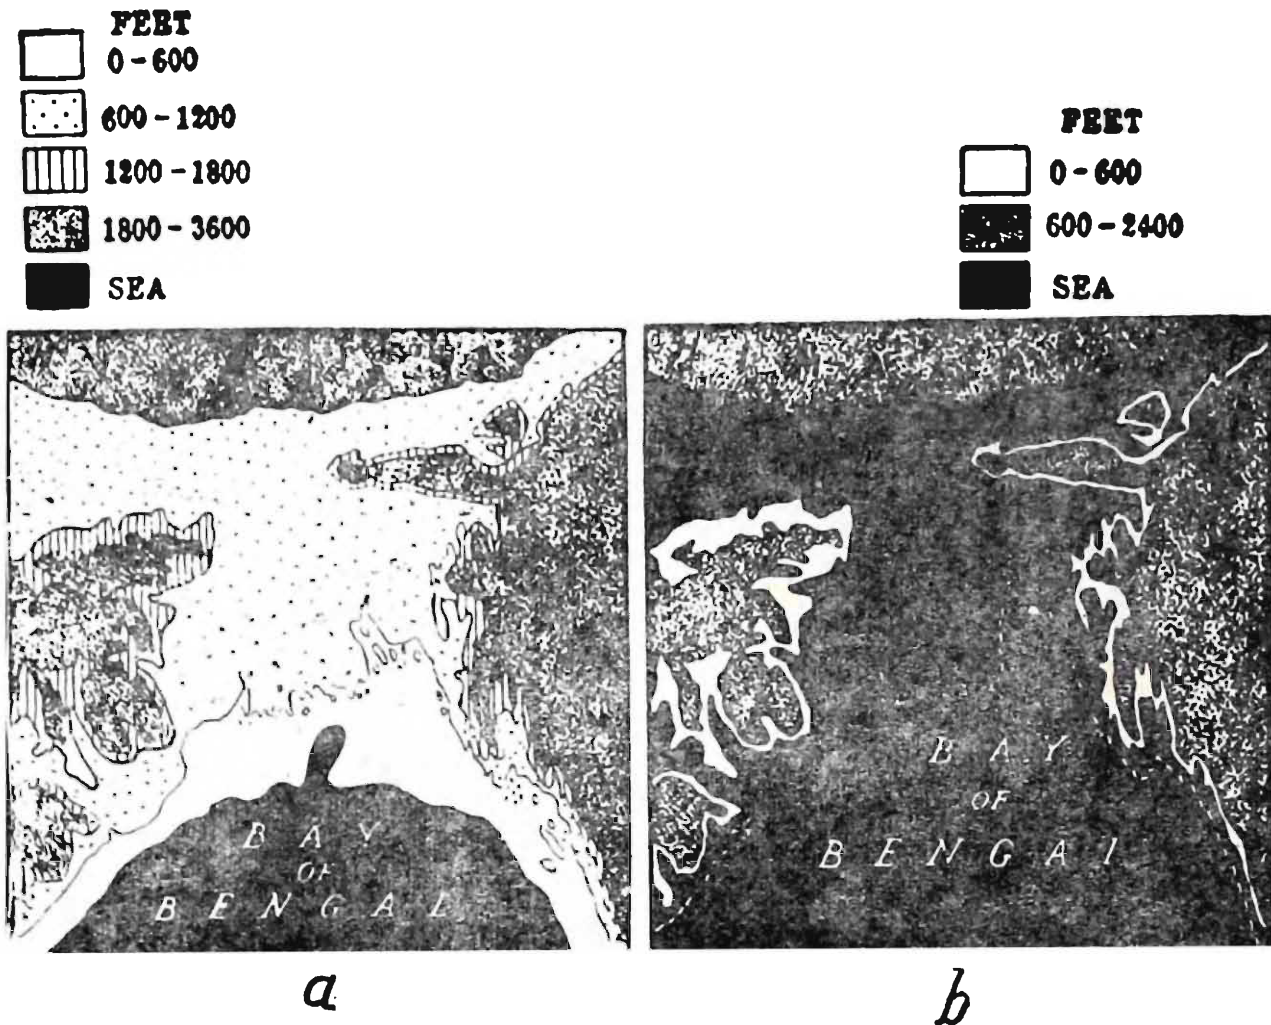 FEET
0-600
600-1200
1200-1800
1800-3600
SEA
FEET
0-600
600-2400
SEA
BAY
OF
BENGAL
BAY
OF
BENGAL
a
b